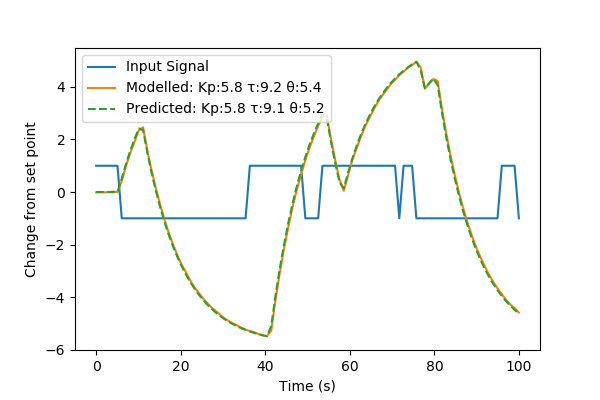 Input Signal
Modelled: Kp:5.8 τ:9.2 θ:5.4
Predicted: Kp:5.8 τ:9.1 θ:5.2
Change from set point
4
2
0
−2
−4
−6
0 20 40 60 80 100
Time (s)